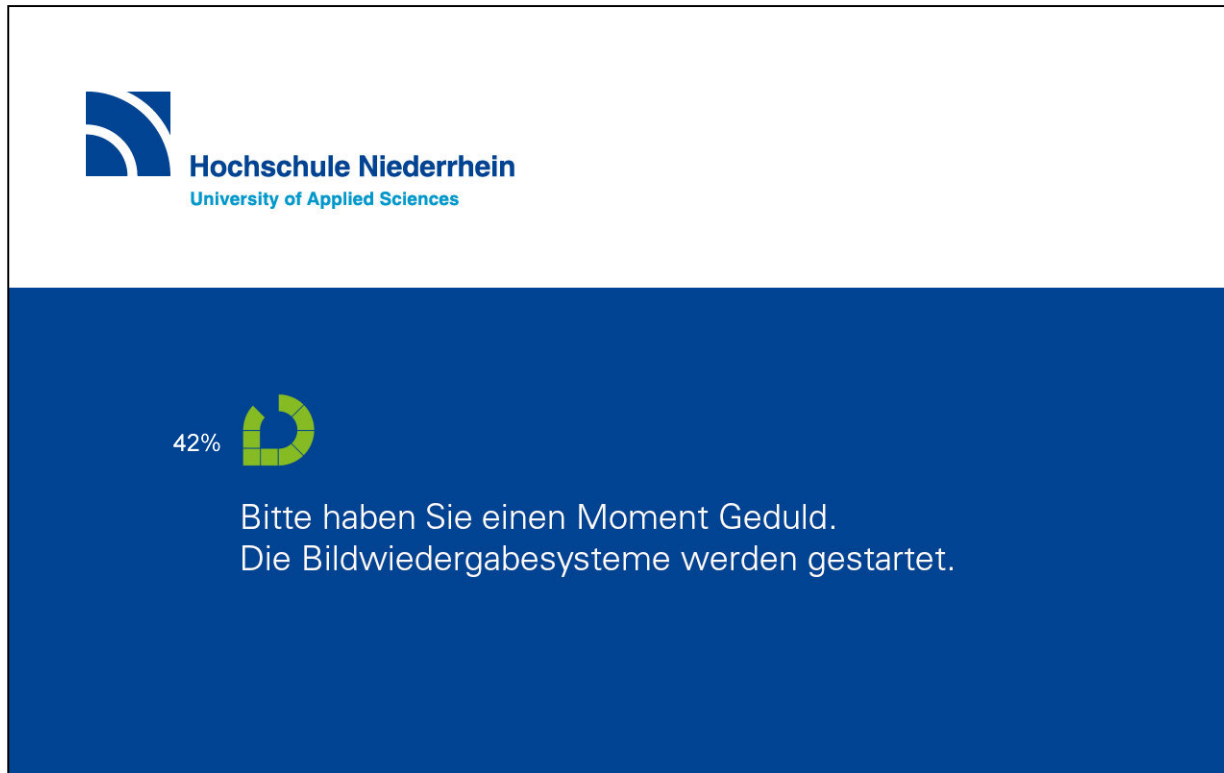 Hochschule Niederrhein
University of Applied Sciences
42%
Bitte haben Sie einen Moment Geduld.
Die Bildwiedergabesysteme werden gestartet.